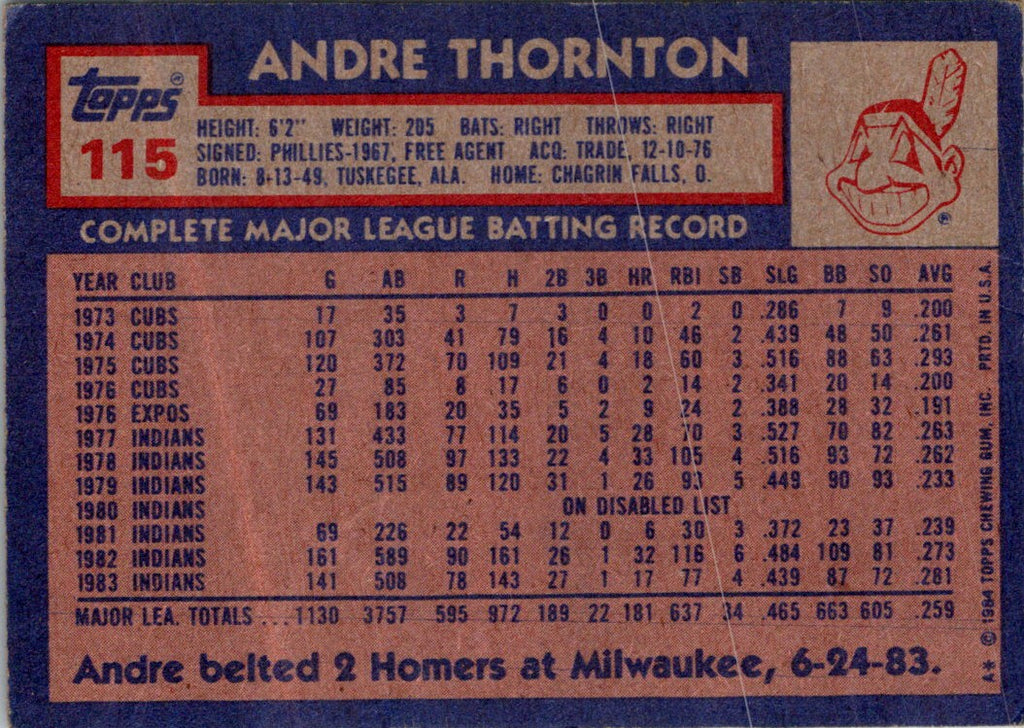 ANDRE THORNTON
topps®
115
HEIGHT: 6'2" WEIGHT: 205 BATS: RIGHT THROWS: RIGHT
SIGNED: PHILLIES-1967, FREE AGENT ACQ: TRADE, 12-10-76
BORN: 8-13-49, TUSKEGEE, ALA. HOME: CHAGRIN FALLS, O.
®
COMPLETE MAJOR LEAGUE BATTING RECORD
YEAR CLUB G AB R H 2B 3B HR RBI SB SLG BB SO AVG
1973 CUBS 17 35 3 7 3 0 0 2 0 .286 7 9 .200
1974 CUBS 107 303 41 79 16 4 10 46 2 .439 48 50 .261
1975 CUBS 120 372 70 109 21 4 18 60 3 .516 88 63 .293
1976 CUBS 27 85 8 17 6 0 2 14 2 .341 20 14 .200
1976 EXPOS 69 183 20 35 5 2 9 24 2 .388 28 32 .191
1977 INDIANS 131 433 77 114 20 5 28 70 3 .527 70 82 .263
1978 INDIANS 145 508 97 133 22 4 33 105 4 .516 93 72 .262
1979 INDIANS 143 515 89 120 31 1 26 93 5 .449 90 93 .233
1980 INDIANS ON DISABLED LIST
1981 INDIANS 69 226 22 54 12 0 6 30 3 .372 23 37 .239
1982 INDIANS 161 589 90 161 26 1 32 116 6 .484 109 81 .273
1983 INDIANS 141 508 78 143 27 1 17 77 4 .439 87 72 .281
MAJOR LEA. TOTALS ... 1130 3757 595 972 189 22 181 637 34 .465 663 605 .259
Andre belted 2 Homers at Milwaukee, 6-24-83.
A* © 1984 TOPPS CHEWING GUM, INC. PRTD. IN U.S.A.